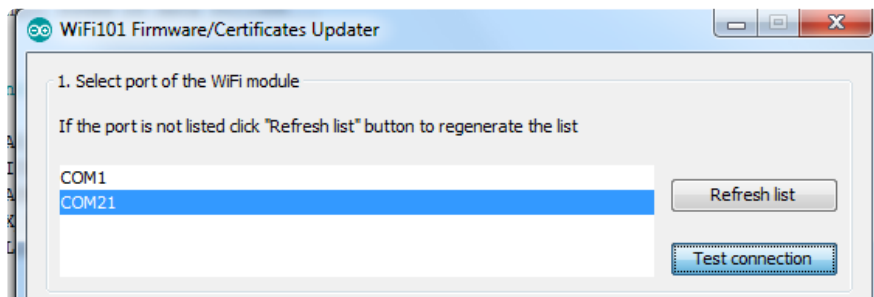 WiFi101 Firmware/Certificates Updater
1. Select port of the WiFi module
If the port is not listed click "Refresh list" button to regenerate the list
COM1
COM21
Refresh list
Test connection